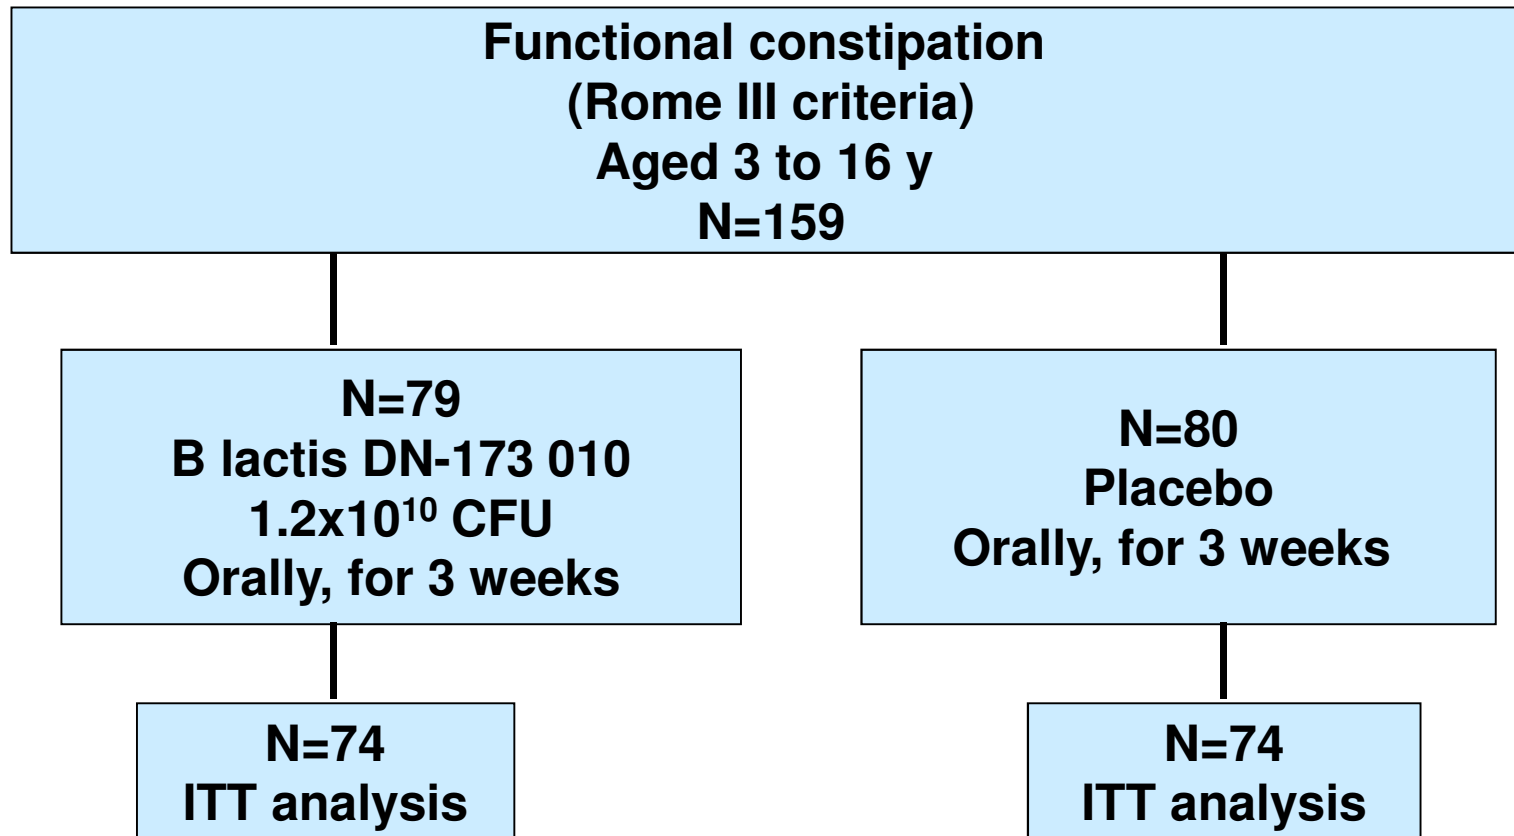 Functional constipation
(Rome III criteria)
Aged 3 to 16 y
N=159
N=79
B lactis DN-173 010
1.2x10¹⁰ CFU
Orally, for 3 weeks
N=80
Placebo
Orally, for 3 weeks
N=74
ITT analysis
N=74
ITT analysis